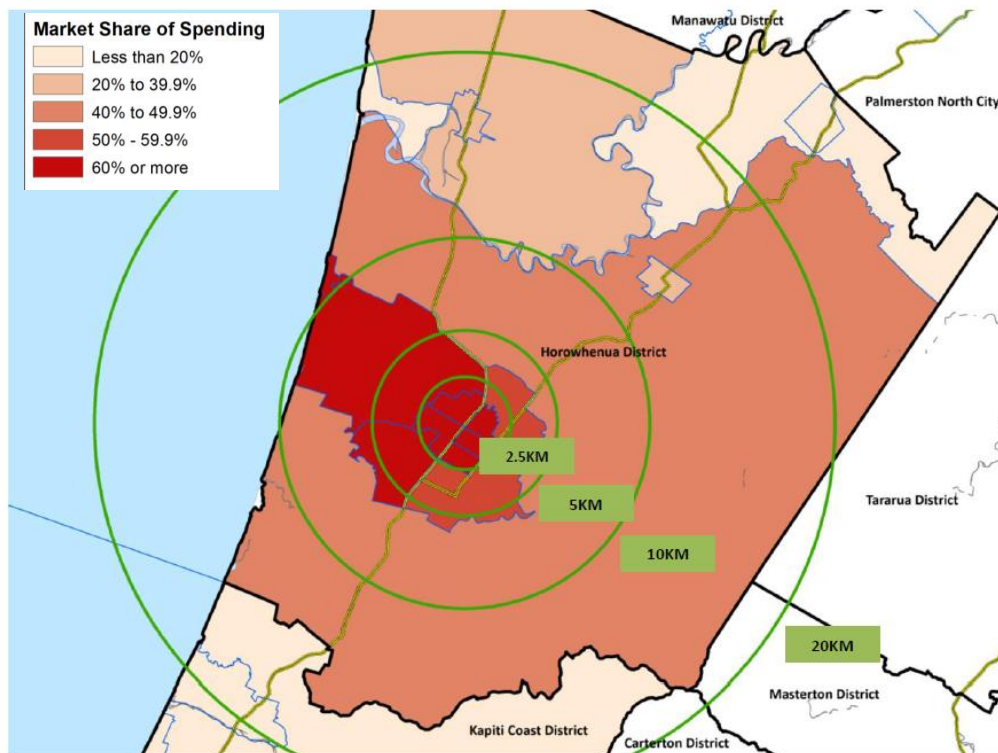 Market Share of Spending
Less than 20%
20% to 39.9%
40% to 49.9%
50% - 59.9%
60% or more
Manawatu District
Palmerston North City
Horowhenua District
2.5KM
5KM
Tararua District
10KM
20KM
Masterton District
Kapiti Coast District
Carterton District